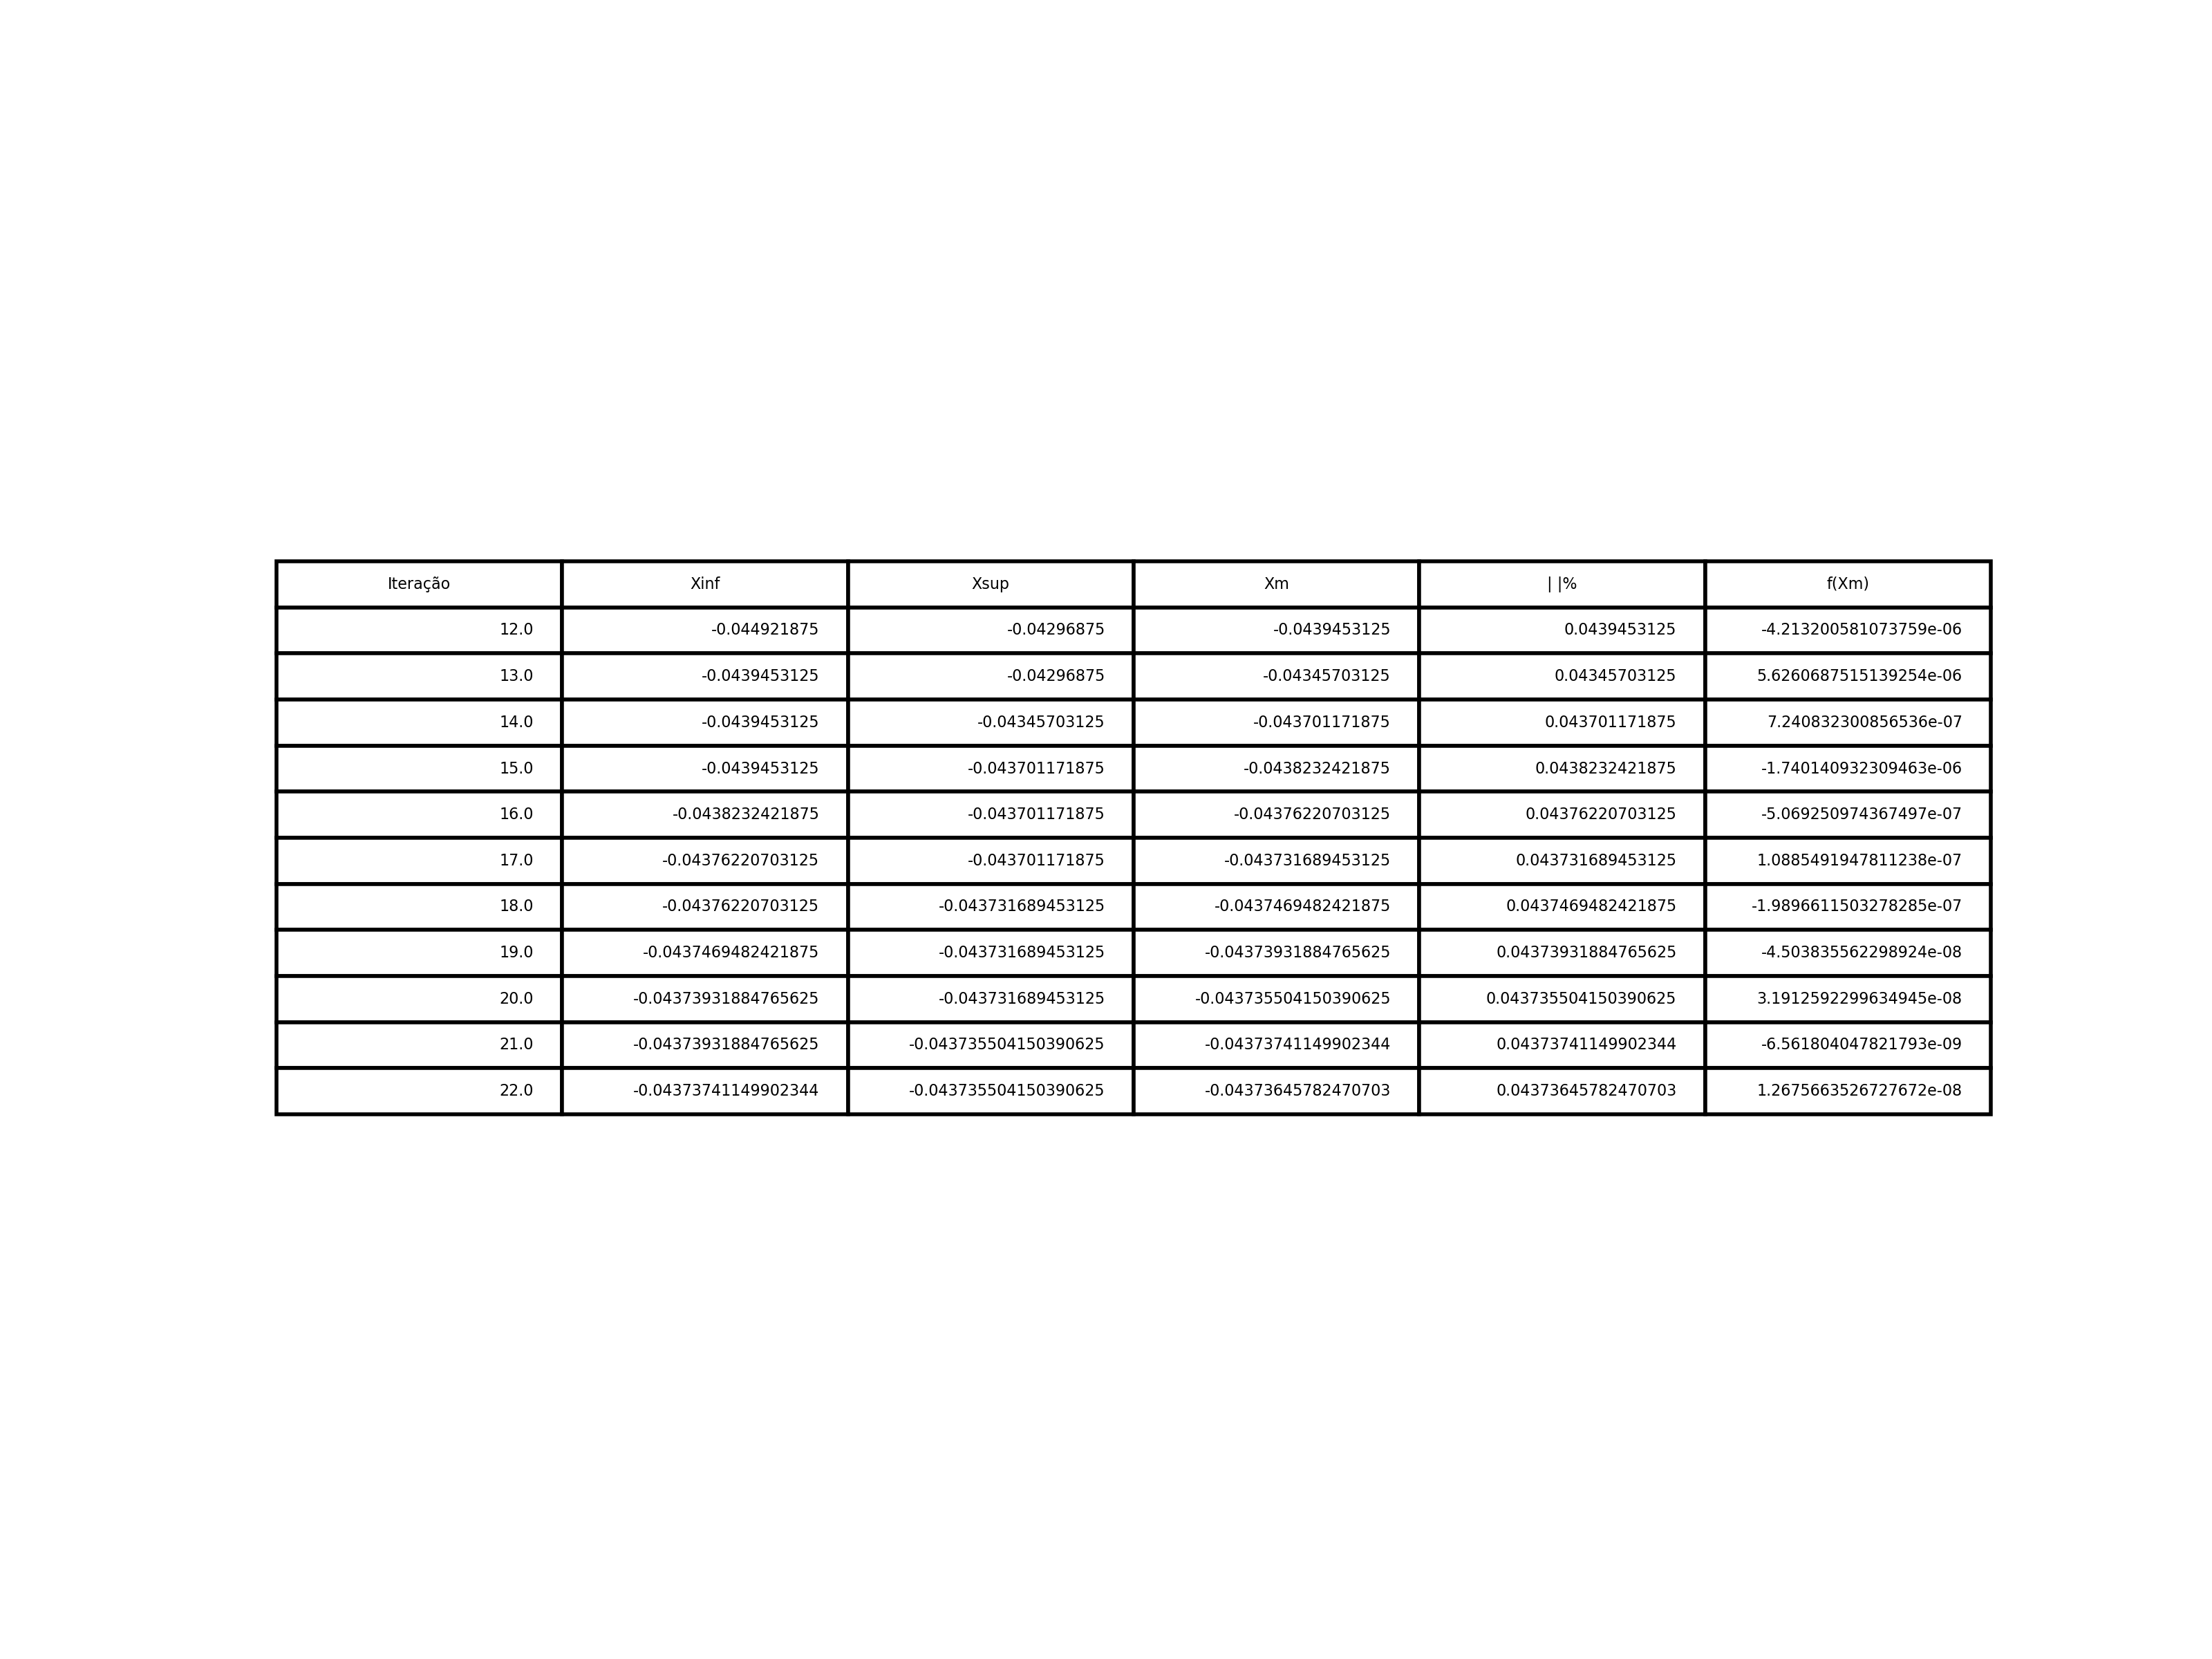 Iteração Xinf Xsup Xm | |% f(Xm)
12.0 -0.044921875 -0.04296875 -0.0439453125 0.0439453125 -4.213200581073759e-06
13.0 -0.0439453125 -0.04296875 -0.04345703125 0.04345703125 5.6260687515139254e-06
14.0 -0.0439453125 -0.04345703125 -0.043701171875 0.043701171875 7.240832300856536e-07
15.0 -0.0439453125 -0.043701171875 -0.0438232421875 0.0438232421875 -1.740140932309463e-06
16.0 -0.0438232421875 -0.043701171875 -0.04376220703125 0.04376220703125 -5.069250974367497e-07
17.0 -0.04376220703125 -0.043701171875 -0.043731689453125 0.043731689453125 1.0885491947811238e-07
18.0 -0.04376220703125 -0.043731689453125 -0.0437469482421875 0.0437469482421875 -1.9896611503278285e-07
19.0 -0.0437469482421875 -0.043731689453125 -0.04373931884765625 0.04373931884765625 -4.503835562298924e-08
20.0 -0.04373931884765625 -0.043731689453125 -0.043735504150390625 0.043735504150390625 3.1912592299634945e-08
21.0 -0.04373931884765625 -0.043735504150390625 -0.04373741149902344 0.04373741149902344 -6.561804047821793e-09
22.0 -0.04373741149902344 -0.043735504150390625 -0.04373645782470703 0.04373645782470703 1.2675663526727672e-08